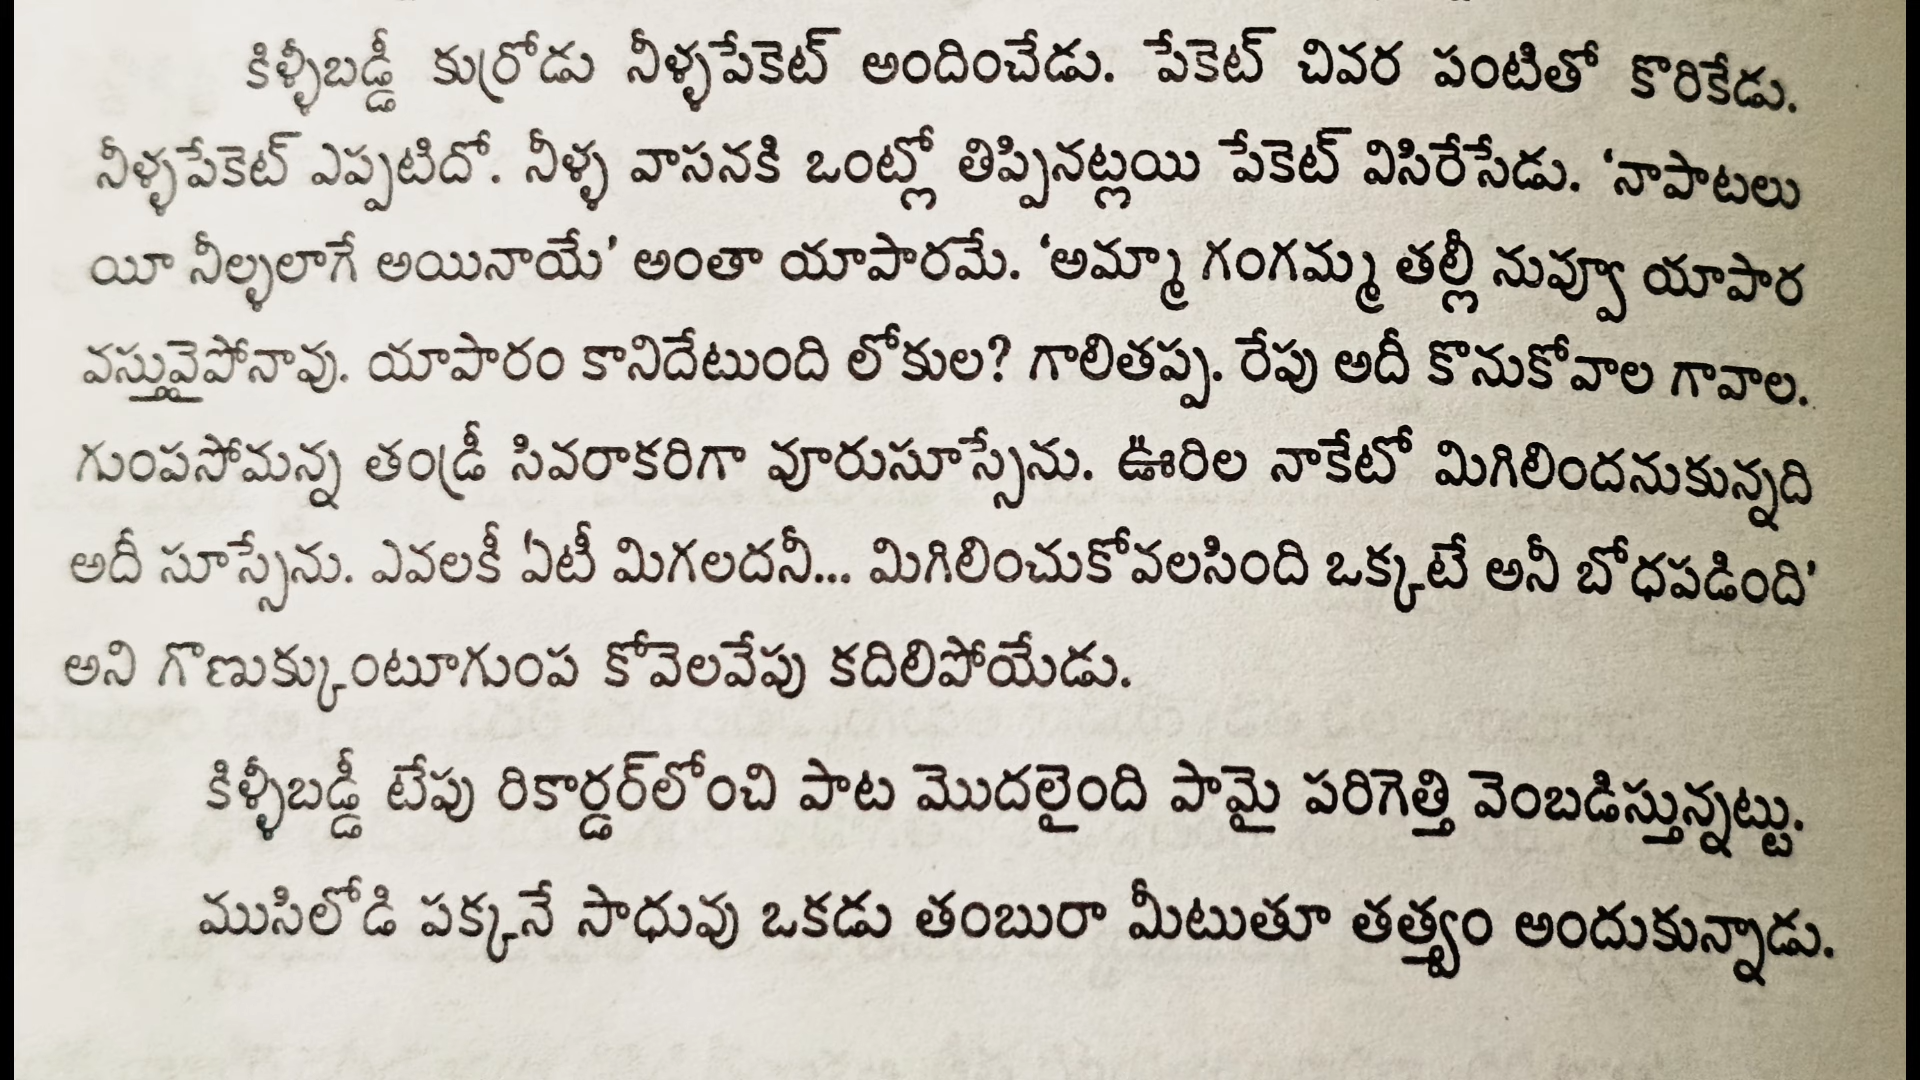 కిళ్ళీబడ్డీ కుర్రోడు నీళ్ళపేకెట్ అందించేడు. పేకెట్ చివర పంటితో కొరికేడు.
నీళ్ళపేకెట్ ఎప్పటిదో. నీళ్ళ వాసనకి ఒంట్లో తిప్పినట్లయి పేకెట్ విసిరేసేడు. ‘నాపాటలు
యీ నీల్ళలాగే అయినాయే’ అంతా యాపారమే. ‘అమ్మా గంగమ్మ తల్లీ నువ్వూ యాపార
వస్తువైపోనావు. యాపారం కానిదేటుంది లోకుల? గాలితప్ప. రేపు అదీ కొనుకోవాల గావాల.
గుంపసోమన్న తండ్రీ సివరాకరిగా వూరుసూస్సేను. ఊరిల నాకేటో మిగిలిందనుకున్నది
అదీ సూస్సేను. ఎవలకీ ఏటీ మిగలదనీ... మిగిలించుకోవలసింది ఒక్కటే అనీ బోధపడింది’
అని గొణుక్కుంటూగుంప కోవెలవేపు కదిలిపోయేడు.
కిళ్ళీబడ్డీ టేపు రికార్డర్‌లోంచి పాట మొదలైంది పామై పరిగెత్తి వెంబడిస్తున్నట్టు.
ముసిలోడి పక్కనే సాధువు ఒకడు తంబురా మీటుతూ తత్త్వం అందుకున్నాడు.